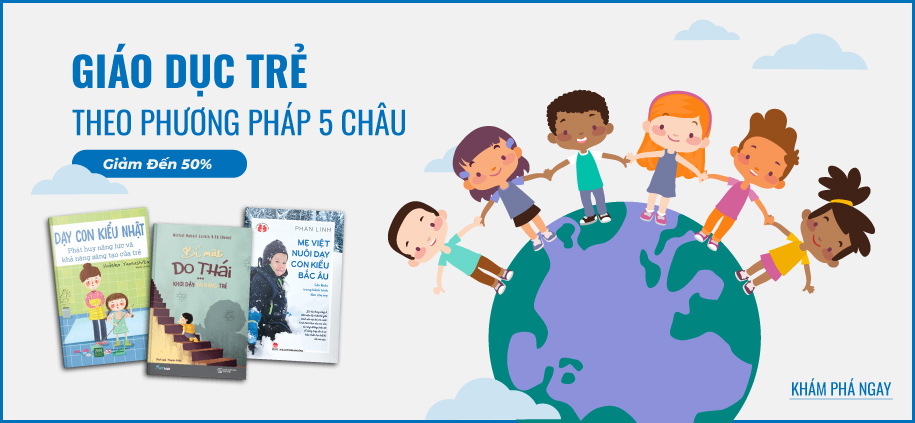 GIÁO DỤC TRẺ
THEO PHƯƠNG PHÁP 5 CHÂU
Giảm Đến 50%
DẠY CON KIỂU NHẬT
Phát huy năng lực và
khả năng sáng tạo của trẻ
Bí mật
DO THÁI
KHƠI DẬY
TRẺ
PHAN LINH
MẸ VIỆT
NUÔI DẠY
CON KIỂU
BẮC ÂU
KHÁM PHÁ NGAY